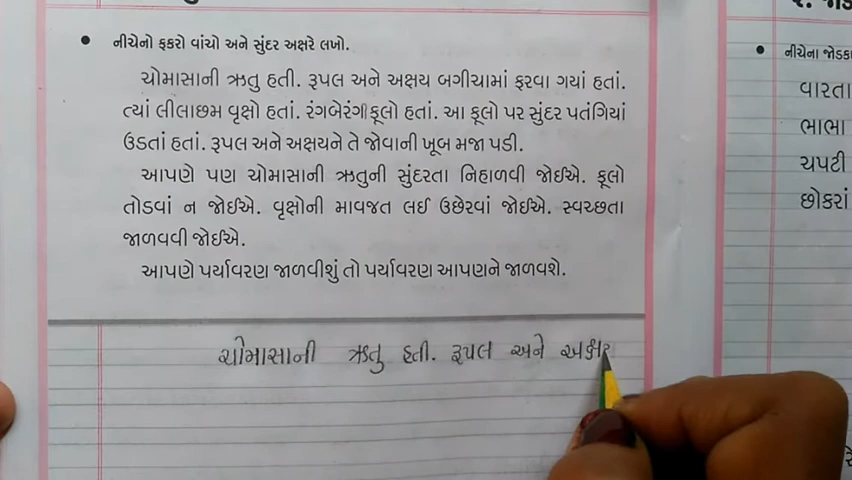 નીચેનો ફકરો વાંચો અને સુંદર અક્ષરે લખો.
ચોમાસાની ઋતુ હતી. રૂપલ અને અક્ષય બગીચામાં ફરવા ગયાં હતાં.
ત્યાં લીલાછમ વૃક્ષો હતાં. રંગબેરંગી ફૂલો હતાં. આ ફૂલો પર સુંદર પતંગિયાં
ઉડતાં હતાં. રૂપલ અને અક્ષયને તે જોવાની ખૂબ મજા પડી.
આપણે પણ ચોમાસાની ઋતુની સુંદરતા નિહાળવી જોઈએ. ફૂલો
તોડવાં ન જોઈએ. વૃક્ષોની માવજત લઈ ઉછેરવાં જોઈએ. સ્વચ્છતા
જાળવવી જોઈએ.
આપણે પર્યાવરણ જાળવીશું તો પર્યાવરણ આપણને જાળવશે.
ચોમાસાની ઋતુ હતી. રૂપલ અને
નીચેના જોડકા
વારતા
ભાભા
ચપટી
છોકરાં